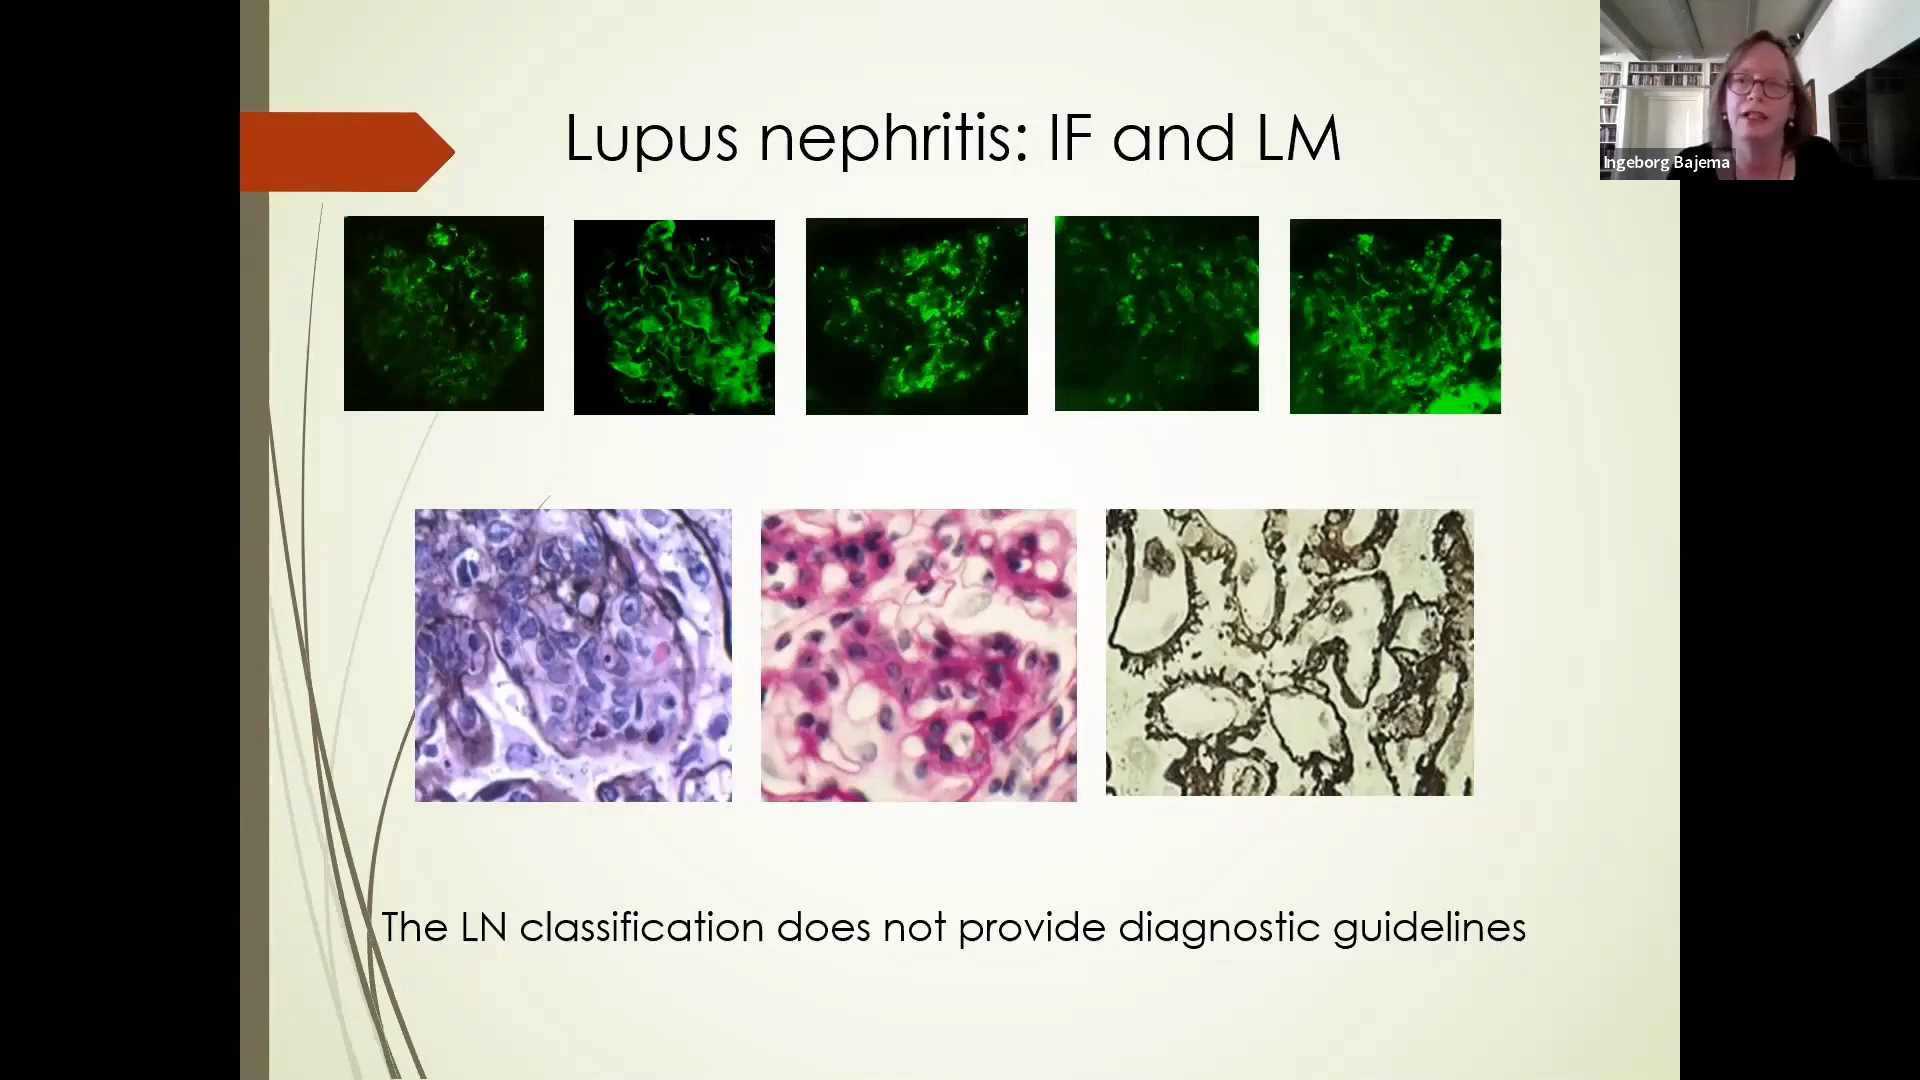 Lupus nephritis: IF and LM
Ingeborg Bajema
The LN classification does not provide diagnostic guidelines